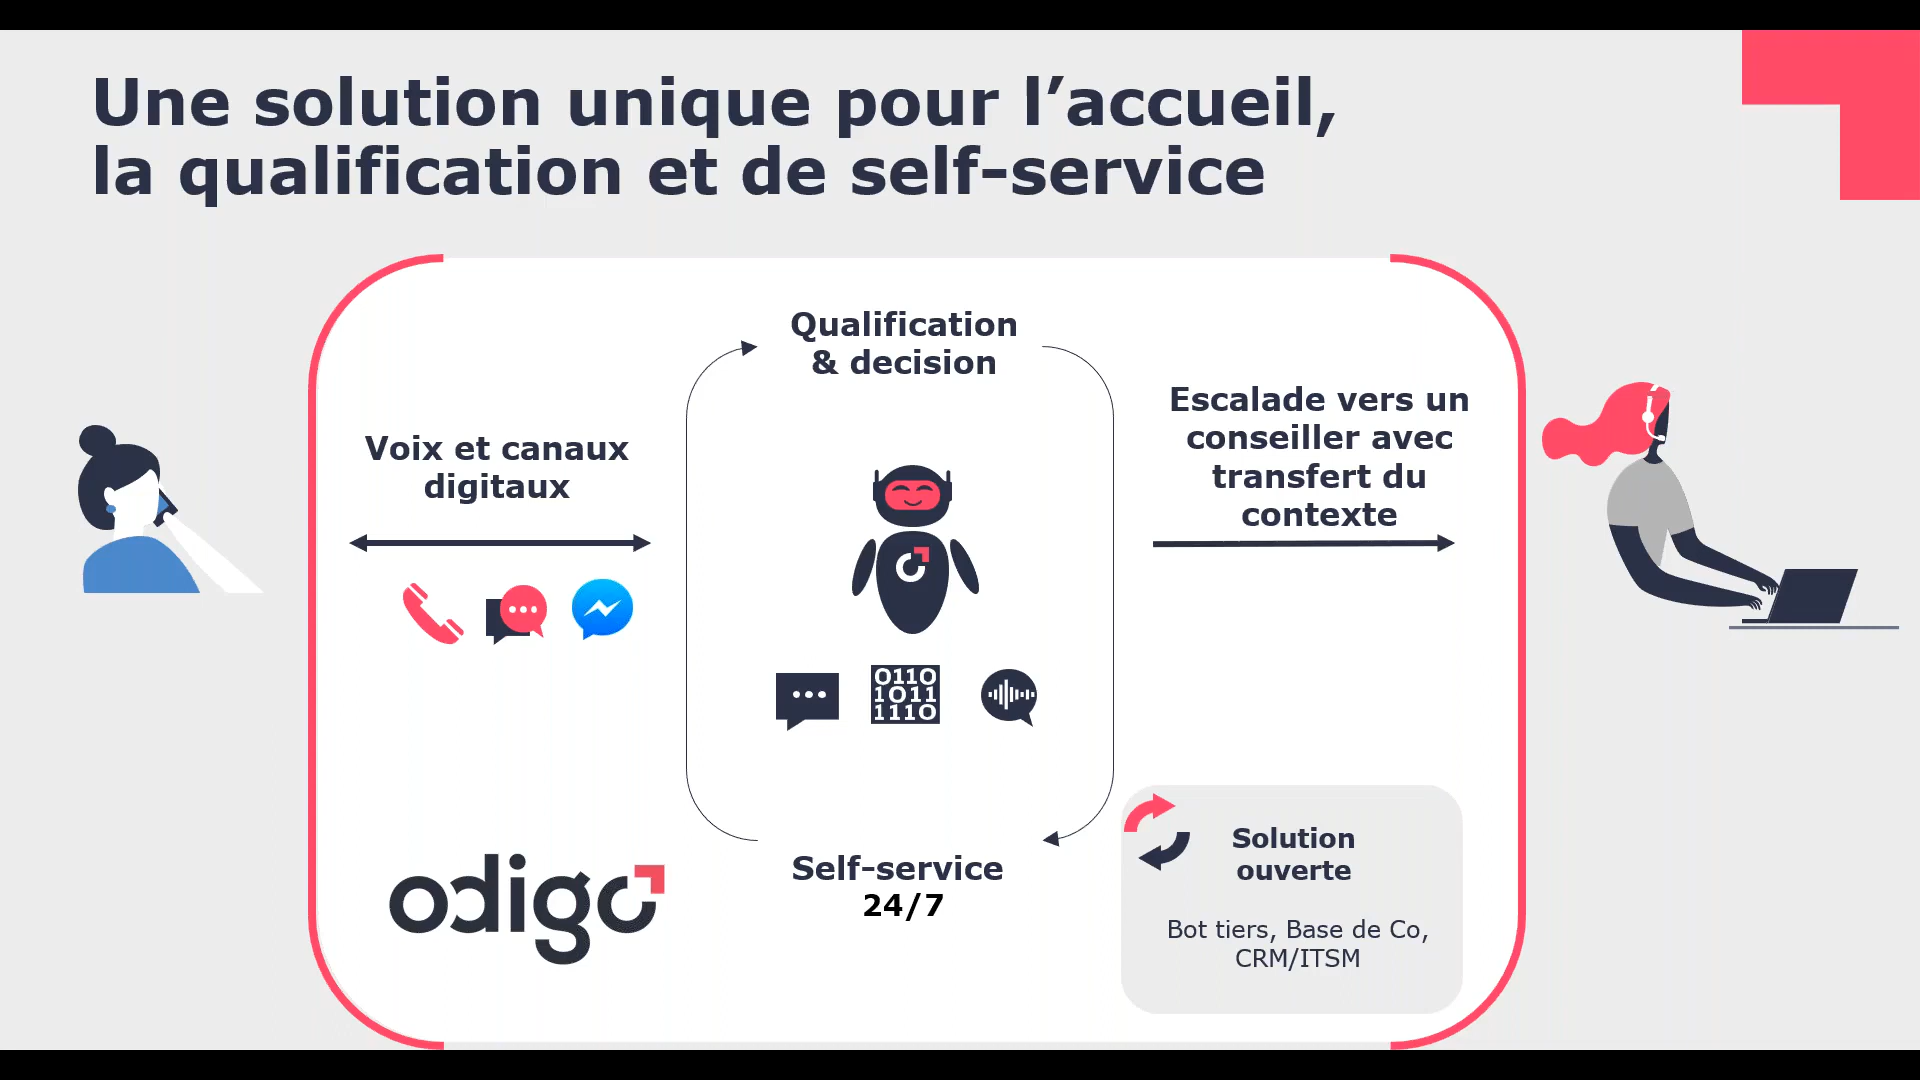 Une solution unique pour l’accueil,
la qualification et de self-service
Qualification
& decision
Voix et canaux
digitaux
Escalade vers un
conseiller avec
transfert du
contexte
0110
1011
1110
Self-service
24/7
odigo
Solution
ouverte
Bot tiers, Base de Co,
CRM/ITSM